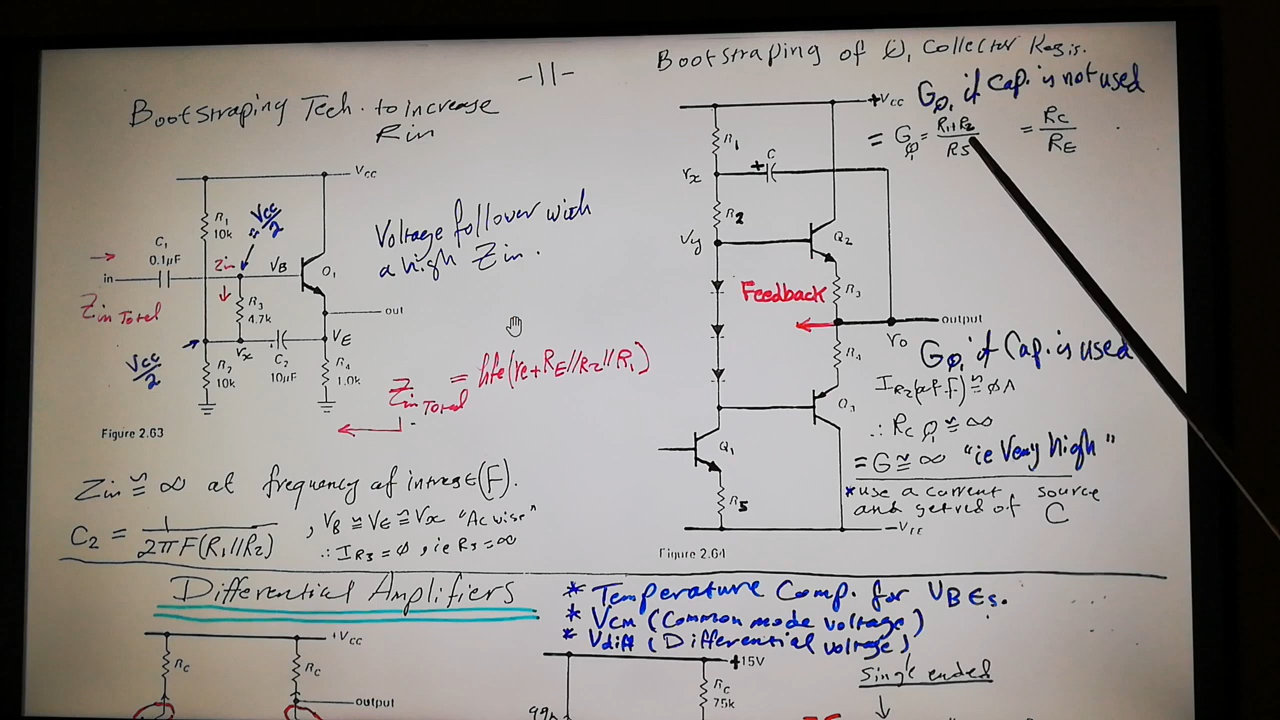 -11-
Bootstraping Tech. to Increase
Rin
Vcc
R1
10k
Vcc/2
C1
0.1µF
in
Zin
VB
Q1
Zin Total
R3
4.7k
out
Vcc/2
vx
C2
10µF
VE
R2
10k
R4
1.0k
Figure 2.63
Voltage follower with
a high Zin.
Zin Total = hfe(re+RE//R2//R1)
Zin ≅ ∞ at frequency of intrest(F).
C2 = 1/2πF(R1//R2)
, VB ≅ VE ≅ Vx "Ac wise"
∴ IR3 = ϕ, ie R3 = ∞
Bootstraping of Q1 Collector Resis.
+Vcc
GQ1 if Cap. is not used
= GQ1 = R1+R2/R5 = RC/RE
R1
+
C
vx
R2
Vy
Q2
Feedback
R3
output
vo
R4
GQ1 if Cap. is used
IR2(at F) ≅ ϕA
∴ RC Q1 ≅ ∞
= G ≅ ∞ "ie Very high"
*use a current source
and get rid of C
Q3
Q1
R5
-VEE
Figure 2.64
Differential Amplifiers
* Temperature Comp. for VBEs.
* VCM (Common mode voltage)
* Vdiff (Differential voltage)
+Vcc
RC
RC
output
+15V
RC
75k
single ended